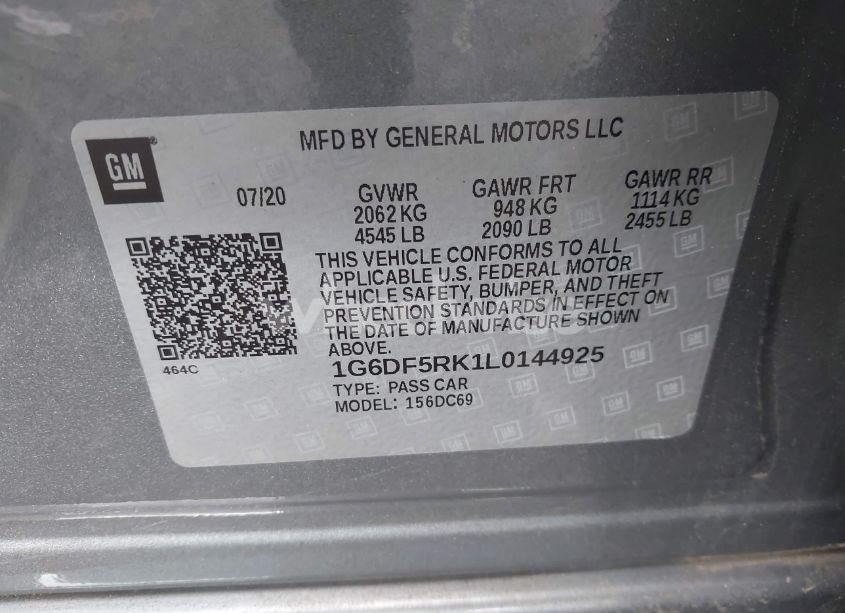 MFD BY GENERAL MOTORS LLC
GM
07/20 GVWR GAWR FRT GAWR RR
2062 KG 948 KG 1114 KG
4545 LB 2090 LB 2455 LB
THIS VEHICLE CONFORMS TO ALL
APPLICABLE U.S. FEDERAL MOTOR
VEHICLE SAFETY, BUMPER, AND THEFT
PREVENTION STANDARDS IN EFFECT ON
THE DATE OF MANUFACTURE SHOWN
ABOVE.
464C
1G6DF5RK1L0144925
TYPE: PASS CAR
MODEL: 156DC69